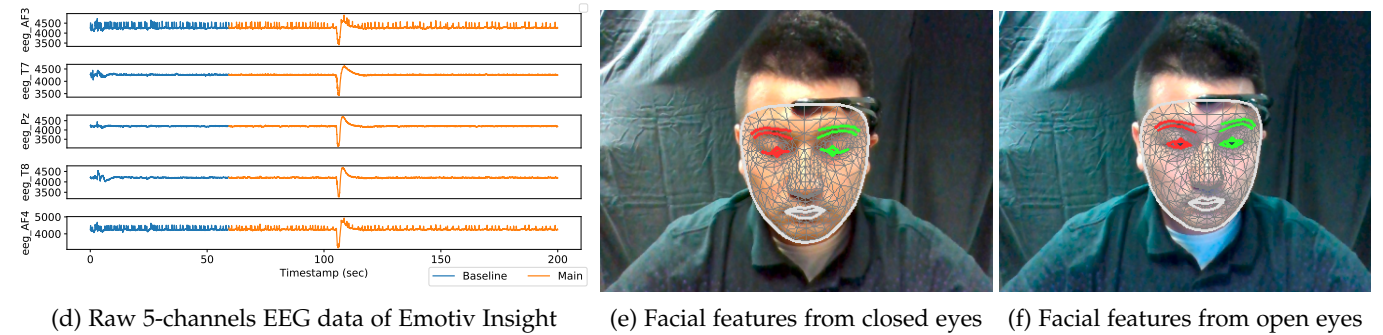 eeg_AF3
4500
4000
3500
eeg_T7
4500
4000
3500
eeg_Pz
4500
4000
3500
eeg_T8
4500
4000
3500
eeg_AF4
5000
4000
0
50
100
150
200
Timestamp (sec)
Baseline
Main
(d) Raw 5-channels EEG data of Emotiv Insight
(e) Facial features from closed eyes
(f) Facial features from open eyes